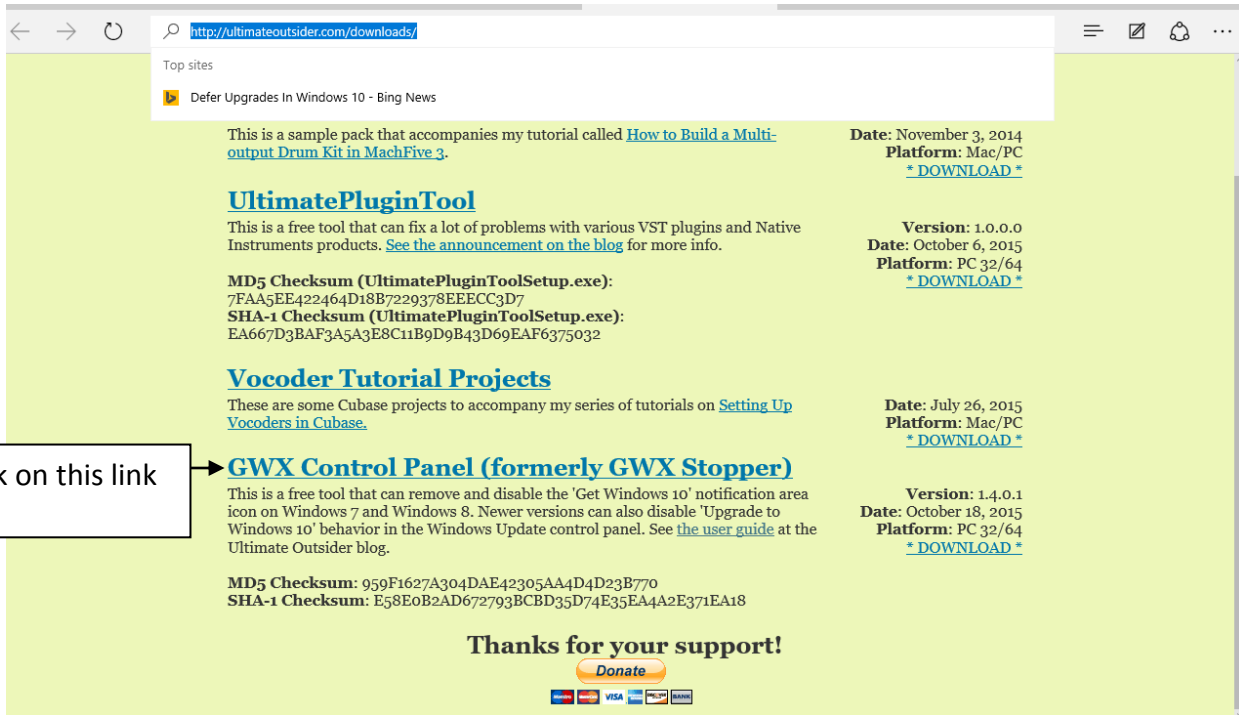 http://ultimateoutsider.com/downloads/
Top sites
Defer Upgrades In Windows 10 - Bing News
This is a sample pack that accompanies my tutorial called How to Build a Multi-
output Drum Kit in MachFive 3.
Date: November 3, 2014
Platform: Mac/PC
* DOWNLOAD *
UltimatePluginTool
This is a free tool that can fix a lot of problems with various VST plugins and Native
Instruments products. See the announcement on the blog for more info.
MD5 Checksum (UltimatePluginToolSetup.exe):
7FAA5EE422464D18B7229378EEECC3D7
SHA-1 Checksum (UltimatePluginToolSetup.exe):
EA667D3BAF3A5A3E8C11B9D9B43D69EAF6375032
Version: 1.0.0.0
Date: October 6, 2015
Platform: PC 32/64
* DOWNLOAD *
Vocoder Tutorial Projects
These are some Cubase projects to accompany my series of tutorials on Setting Up
Vocoders in Cubase.
Date: July 26, 2015
Platform: Mac/PC
* DOWNLOAD *
k on this link
GWX Control Panel (formerly GWX Stopper)
This is a free tool that can remove and disable the 'Get Windows 10' notification area
icon on Windows 7 and Windows 8. Newer versions can also disable 'Upgrade to
Windows 10' behavior in the Windows Update control panel. See the user guide at the
Ultimate Outsider blog.
MD5 Checksum: 959F1627A304DAE42305AA4D4D23B770
SHA-1 Checksum: E58E0B2AD672793BCBD35D74E35EA4A2E371EA18
Version: 1.4.0.1
Date: October 18, 2015
Platform: PC 32/64
* DOWNLOAD *
Thanks for your support!
Donate
VISA
BANK